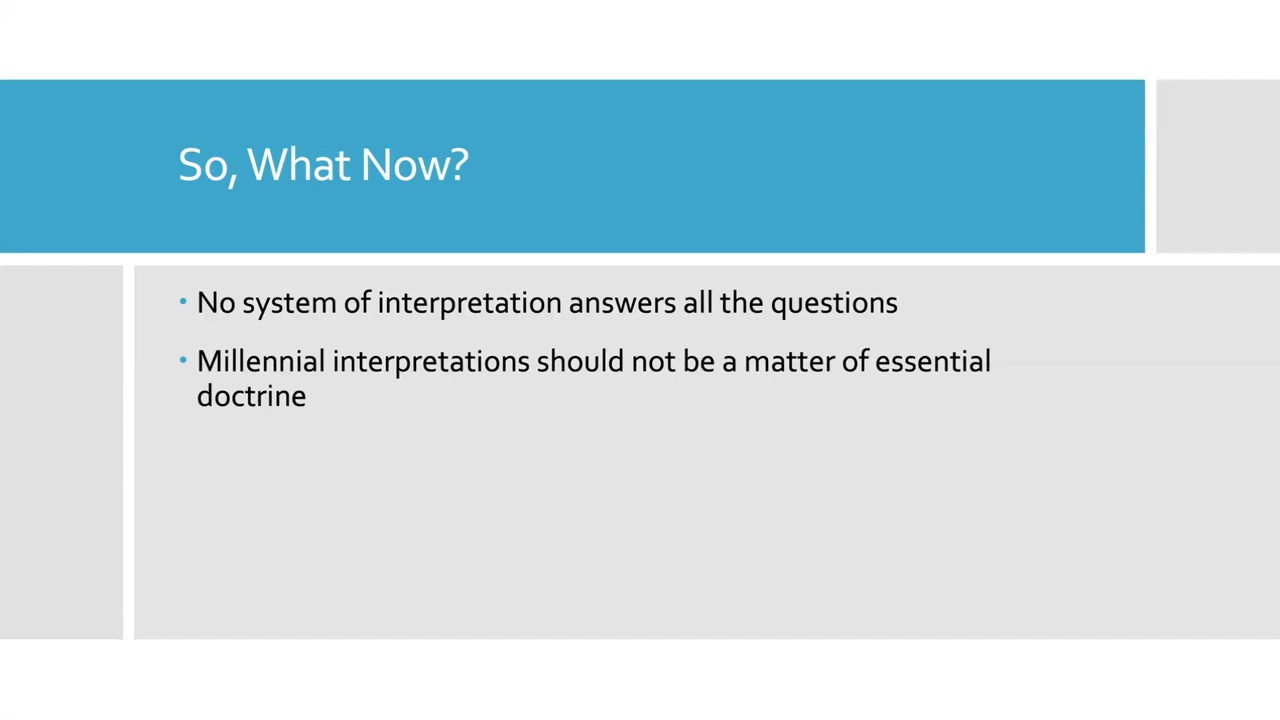 So, What Now?
• No system of interpretation answers all the questions
• Millennial interpretations should not be a matter of essential
doctrine